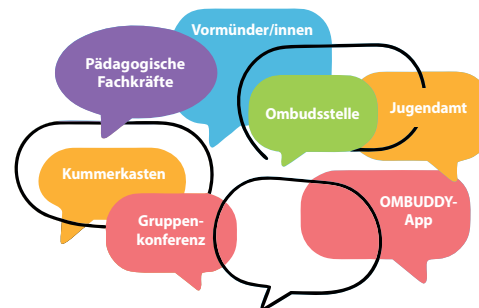 Vormünder/innen
Pädagogische
Fachkräfte
Ombudsstelle
Jugendamt
Kummerkasten
OMBUDDY-
App
Gruppen-
konferenz